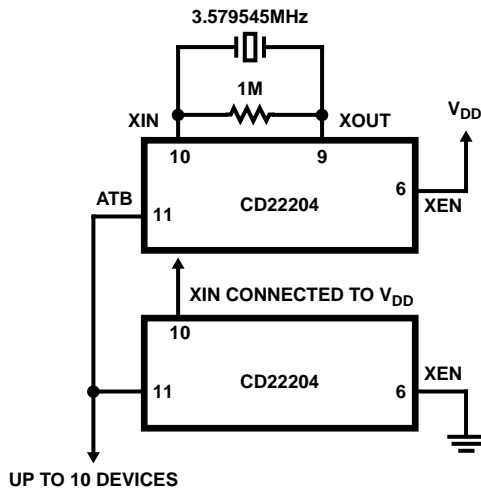 3.579545MHz
1M
XIN
XOUT
VDD
10
9
6
XEN
ATB
11
CD22204
XIN CONNECTED TO VDD
10
CD22204
11
6
XEN
UP TO 10 DEVICES